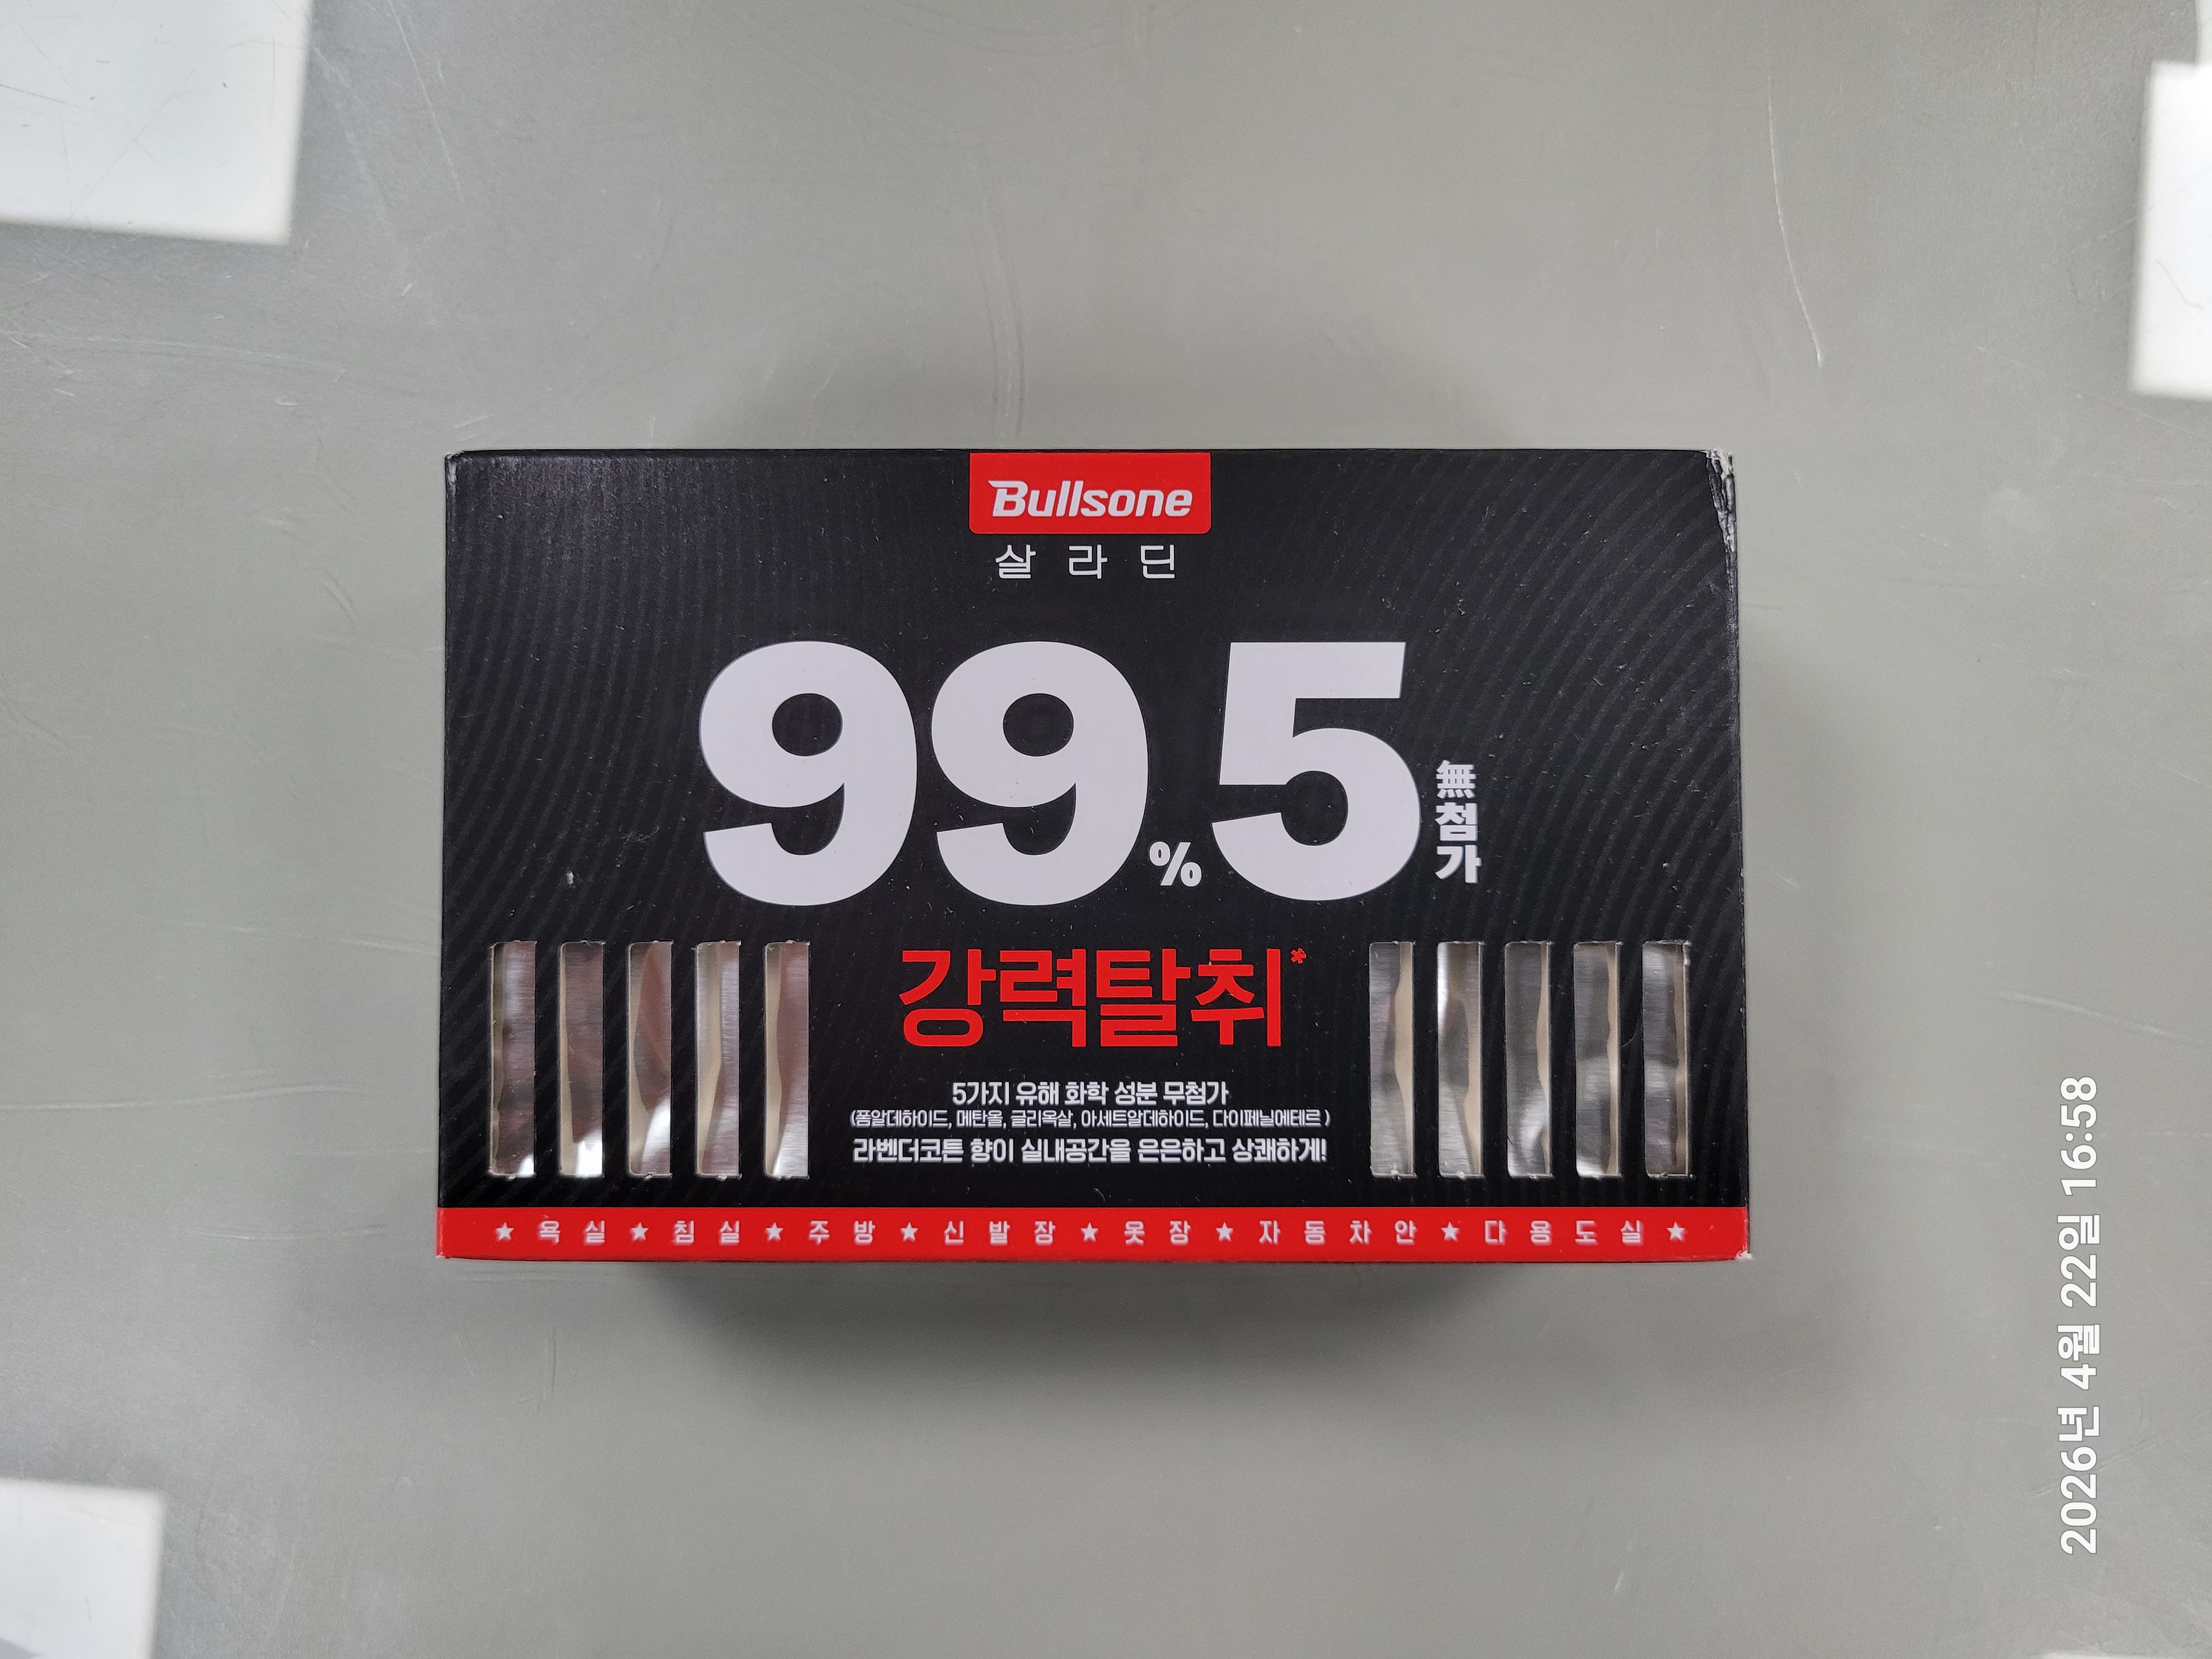 Bullsone
살라딘
99%5
無첨가
강력탈취*
5가지 유해 화학 성분 무첨가
(폼알데하이드, 메탄올, 글리옥살, 아세트알데하이드, 다이페닐에테르)
라벤더코튼 향이 실내공간을 은은하고 상쾌하게!
★ 욕실 ★ 침실 ★ 주방 ★ 신발장 ★ 옷장 ★ 자동차안 ★ 다용도실 ★
2026년 4월 22일 16:58